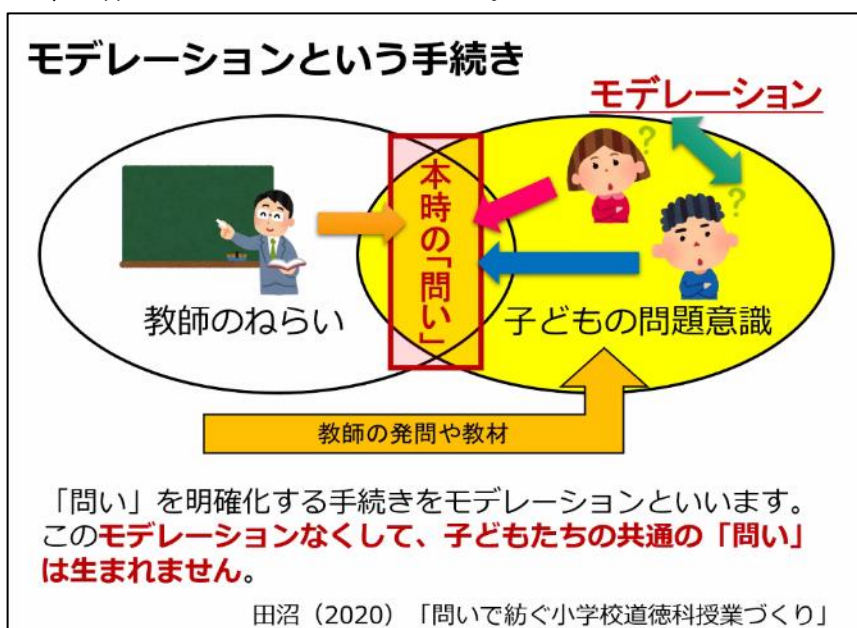 モデレーションという手続き
モデレーション
本時の「問い」
教師のねらい
子どもの問題意識
教師の発問や教材
「問い」を明確化する手続きをモデレーションといいます。
このモデレーションなくして、子どもたちの共通の「問い」
は生まれません。
田沼（2020）「問いで紡ぐ小学校道徳科授業づくり」